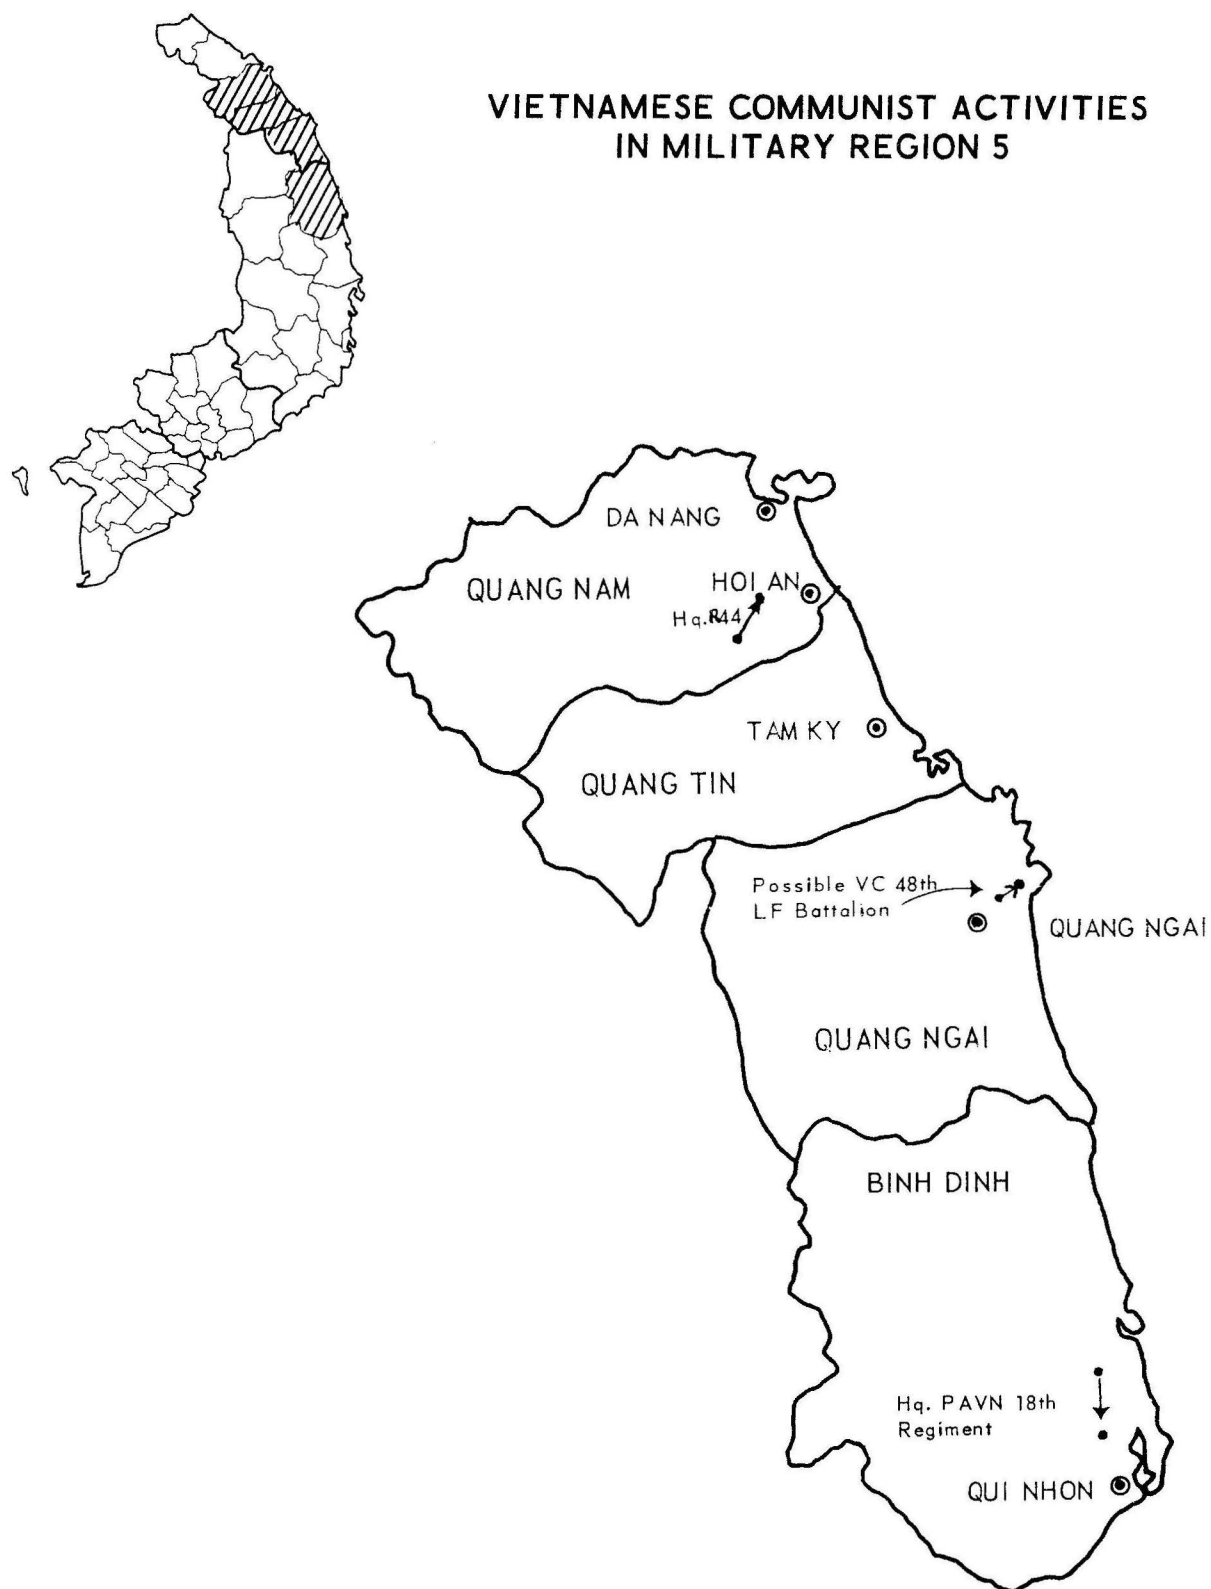 VIETNAMESE COMMUNIST ACTIVITIES
IN MILITARY REGION 5
DA NANG
QUANG NAM
HOI AN
Hq. R44
TAM KY
QUANG TIN
Possible VC 48th
LF Battalion
QUANG NGAI
QUANG NGAI
BINH DINH
Hq. PAVN 18th
Regiment
QUI NHON